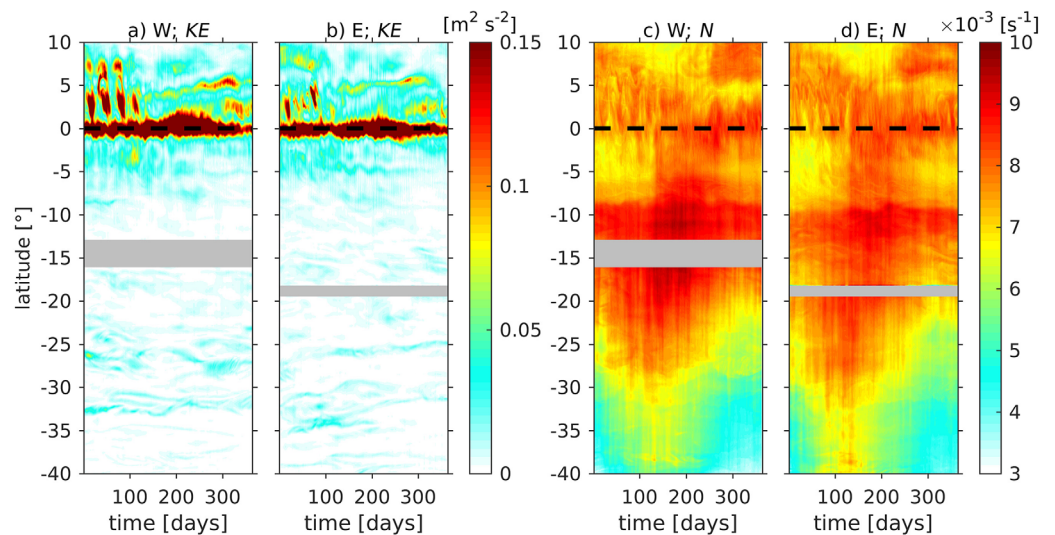 a) W; KE
b) E; KE
[m² s⁻²]
c) W; N
d) E; N
×10⁻³ [s⁻¹]
10
5
0
-5
-10
-15
-20
-25
-30
-35
-40
latitude [°]
100 200 300
time [days]
100 200 300
time [days]
0.15
0.1
0.05
0
10
5
0
-5
-10
-15
-20
-25
-30
-35
-40
100 200 300
time [days]
100 200 300
time [days]
10
9
8
7
6
5
4
3